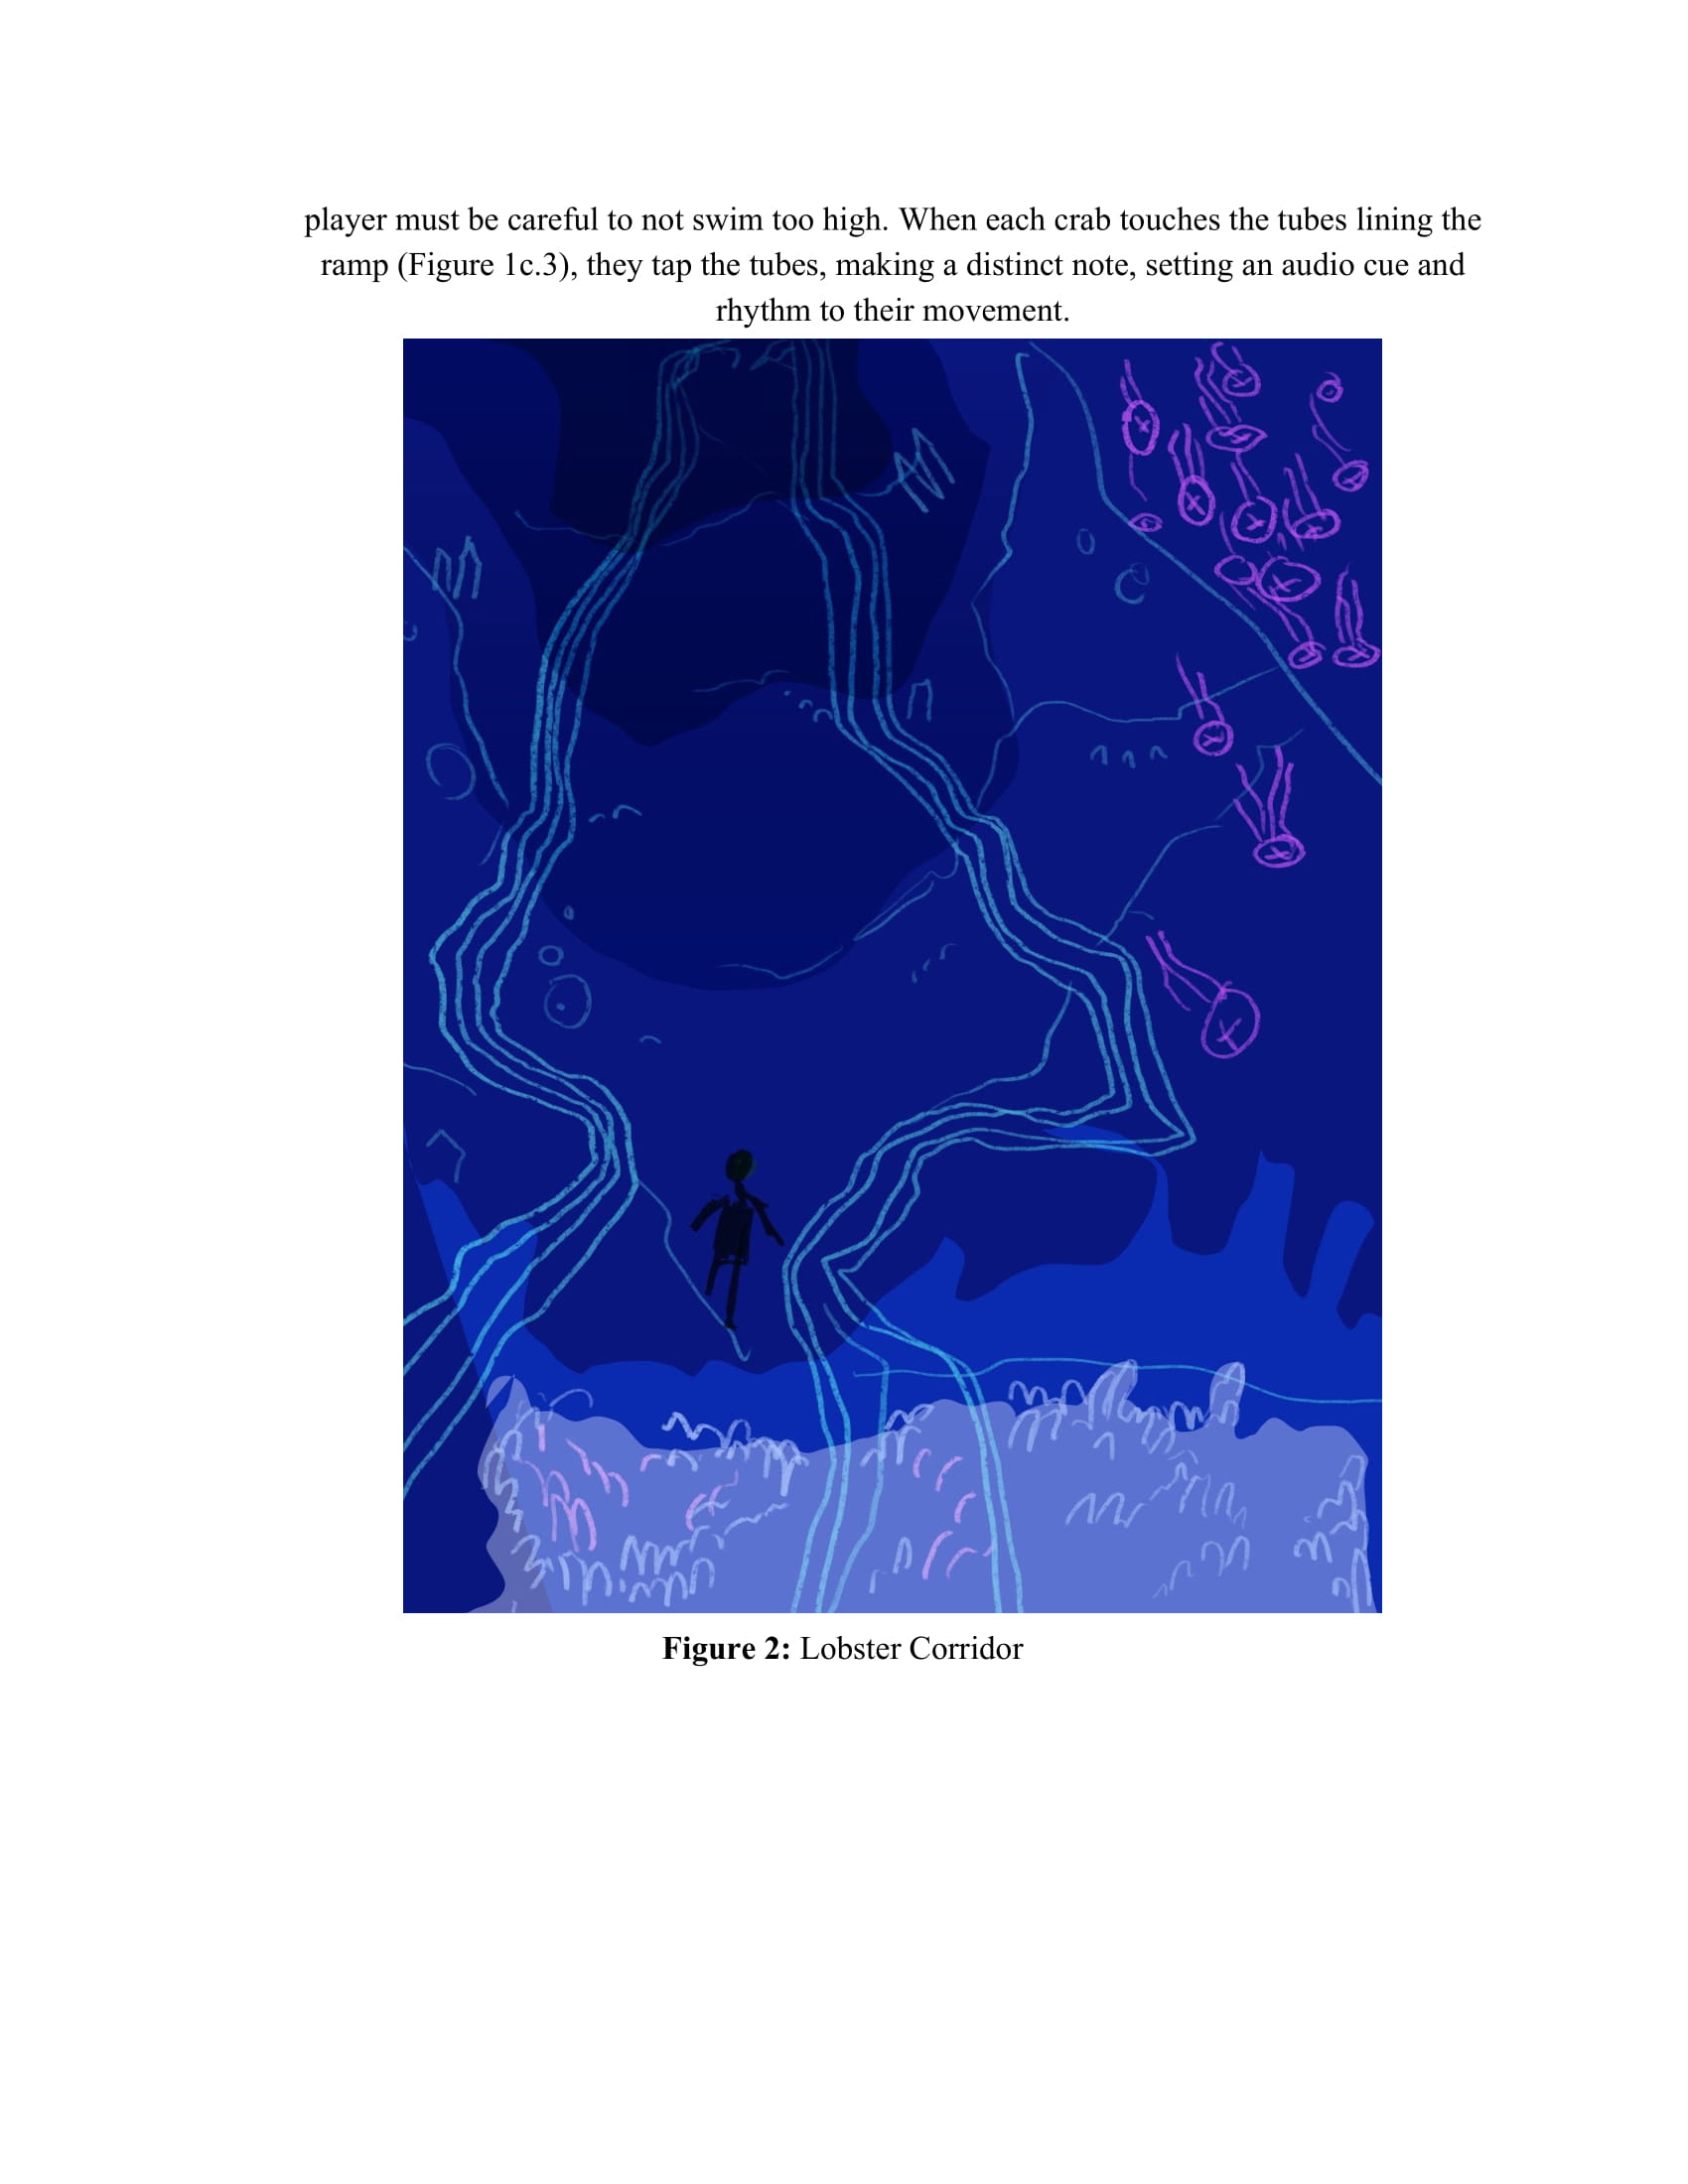 player must be careful to not swim too high. When each crab touches the tubes lining the
ramp (Figure 1c.3), they tap the tubes, making a distinct note, setting an audio cue and
rhythm to their movement.
Figure 2: Lobster Corridor